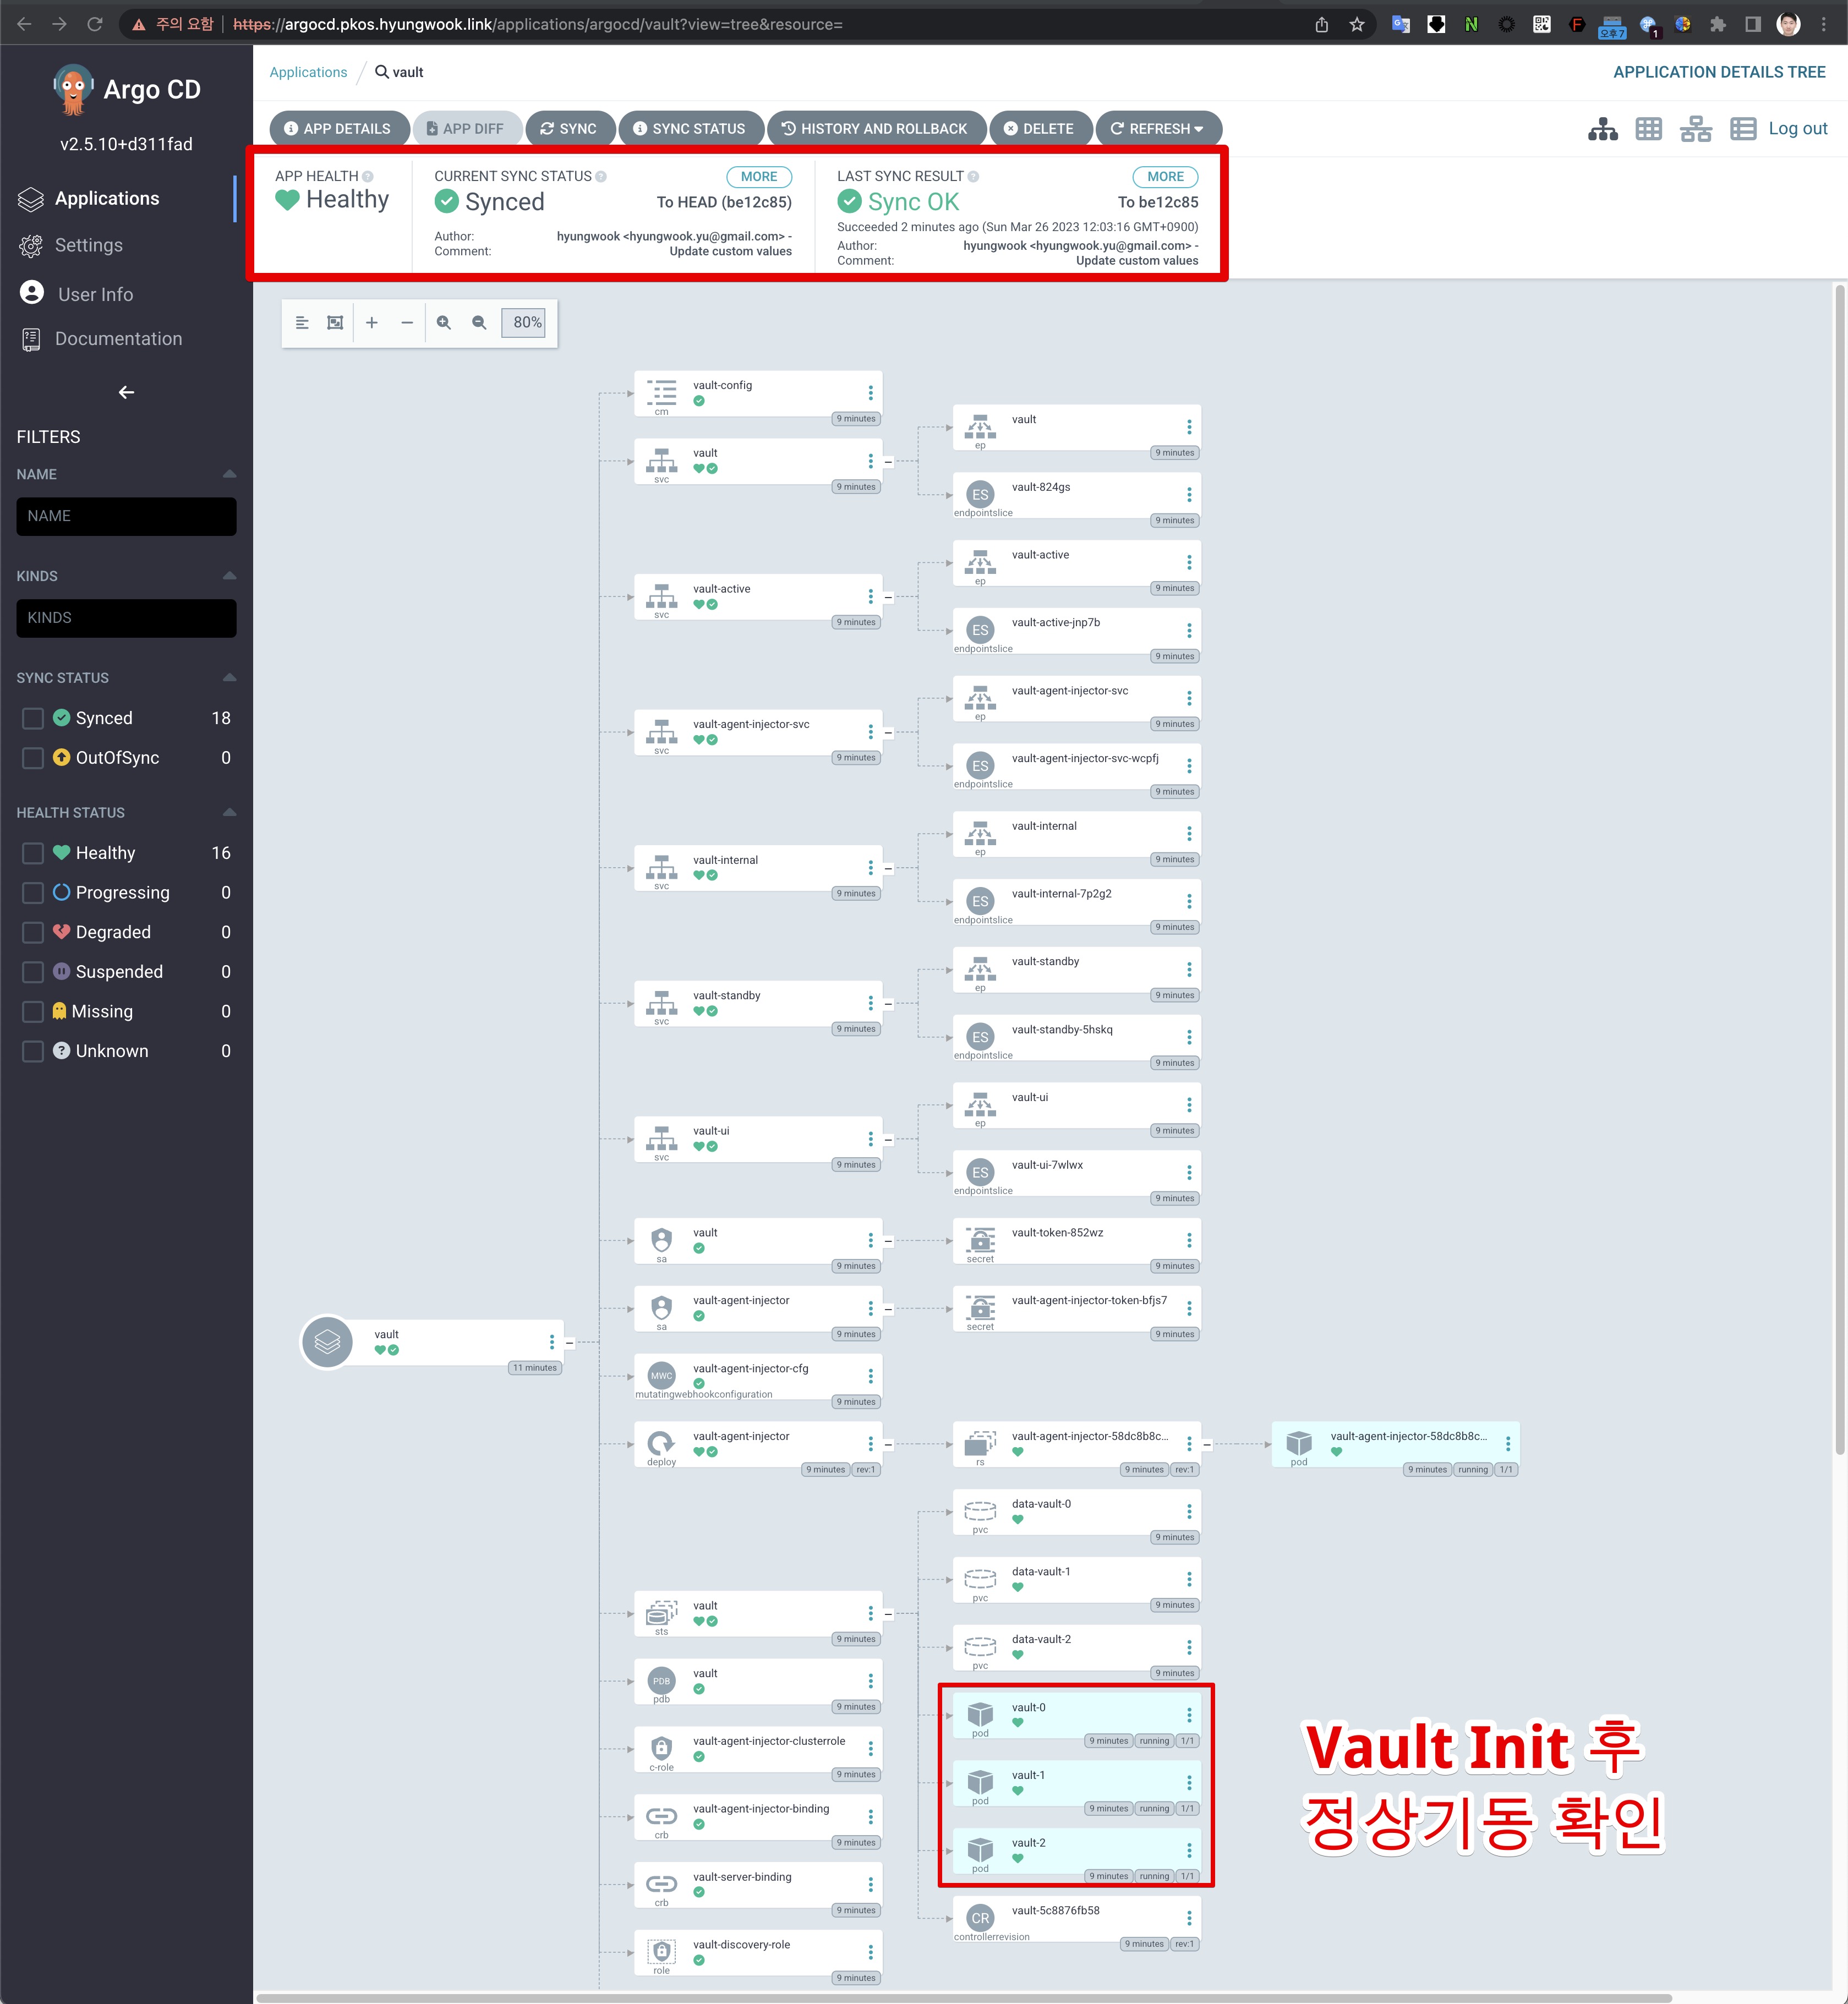 주의 요함 https://argocd.pkos.hyungwook.link/applications/argocd/vault?view=tree&resource=
오후7
1
Argo CD
v2.5.10+d311fad
Applications
Settings
User Info
Documentation
FILTERS
NAME
NAME
KINDS
KINDS
SYNC STATUS
Synced 18
OutOfSync 0
HEALTH STATUS
Healthy 16
Progressing 0
Degraded 0
Suspended 0
Missing 0
Unknown 0
Applications / vault
APPLICATION DETAILS TREE
APP DETAILS APP DIFF SYNC SYNC STATUS HISTORY AND ROLLBACK DELETE REFRESH
Log out
APP HEALTH
Healthy
CURRENT SYNC STATUS MORE
Synced To HEAD (be12c85)
Author: hyungwook <hyungwook.yu@gmail.com> -
Comment: Update custom values
LAST SYNC RESULT MORE
Sync OK To be12c85
Succeeded 2 minutes ago (Sun Mar 26 2023 12:03:16 GMT+0900)
Author: hyungwook <hyungwook.yu@gmail.com> -
Comment: Update custom values
80%
vault
11 minutes
vault-config
cm
9 minutes
vault
svc
9 minutes
vault
ep
9 minutes
ES
vault-824gs
endpointslice
9 minutes
vault-active
svc
9 minutes
vault-active
ep
9 minutes
ES
vault-active-jnp7b
endpointslice
9 minutes
vault-agent-injector-svc
svc
9 minutes
vault-agent-injector-svc
ep
9 minutes
ES
vault-agent-injector-svc-wcpfj
endpointslice
9 minutes
vault-internal
svc
9 minutes
vault-internal
ep
9 minutes
ES
vault-internal-7p2g2
endpointslice
9 minutes
vault-standby
svc
9 minutes
vault-standby
ep
9 minutes
ES
vault-standby-5hskq
endpointslice
9 minutes
vault-ui
svc
9 minutes
vault-ui
ep
9 minutes
ES
vault-ui-7wlwx
endpointslice
9 minutes
vault
sa
9 minutes
vault-token-852wz
secret
9 minutes
vault-agent-injector
sa
9 minutes
vault-agent-injector-token-bfjs7
secret
9 minutes
MWC
vault-agent-injector-cfg
mutatingwebhookconfiguration
9 minutes
vault-agent-injector
deploy
9 minutes rev:1
vault-agent-injector-58dc8b8c...
rs
9 minutes rev:1
vault-agent-injector-58dc8b8c...
pod
9 minutes running 1/1
vault
sts
9 minutes
data-vault-0
pvc
9 minutes
data-vault-1
pvc
9 minutes
data-vault-2
pvc
9 minutes
vault-0
pod
9 minutes running 1/1
vault-1
pod
9 minutes running 1/1
vault-2
pod
9 minutes running 1/1
CR
vault-5c8876fb58
controllerrevision
9 minutes rev:1
PDB
vault
pdb
9 minutes
vault-agent-injector-clusterrole
c-role
9 minutes
vault-agent-injector-binding
crb
9 minutes
vault-server-binding
crb
9 minutes
vault-discovery-role
role
9 minutes
Vault Init 후
정상기동 확인